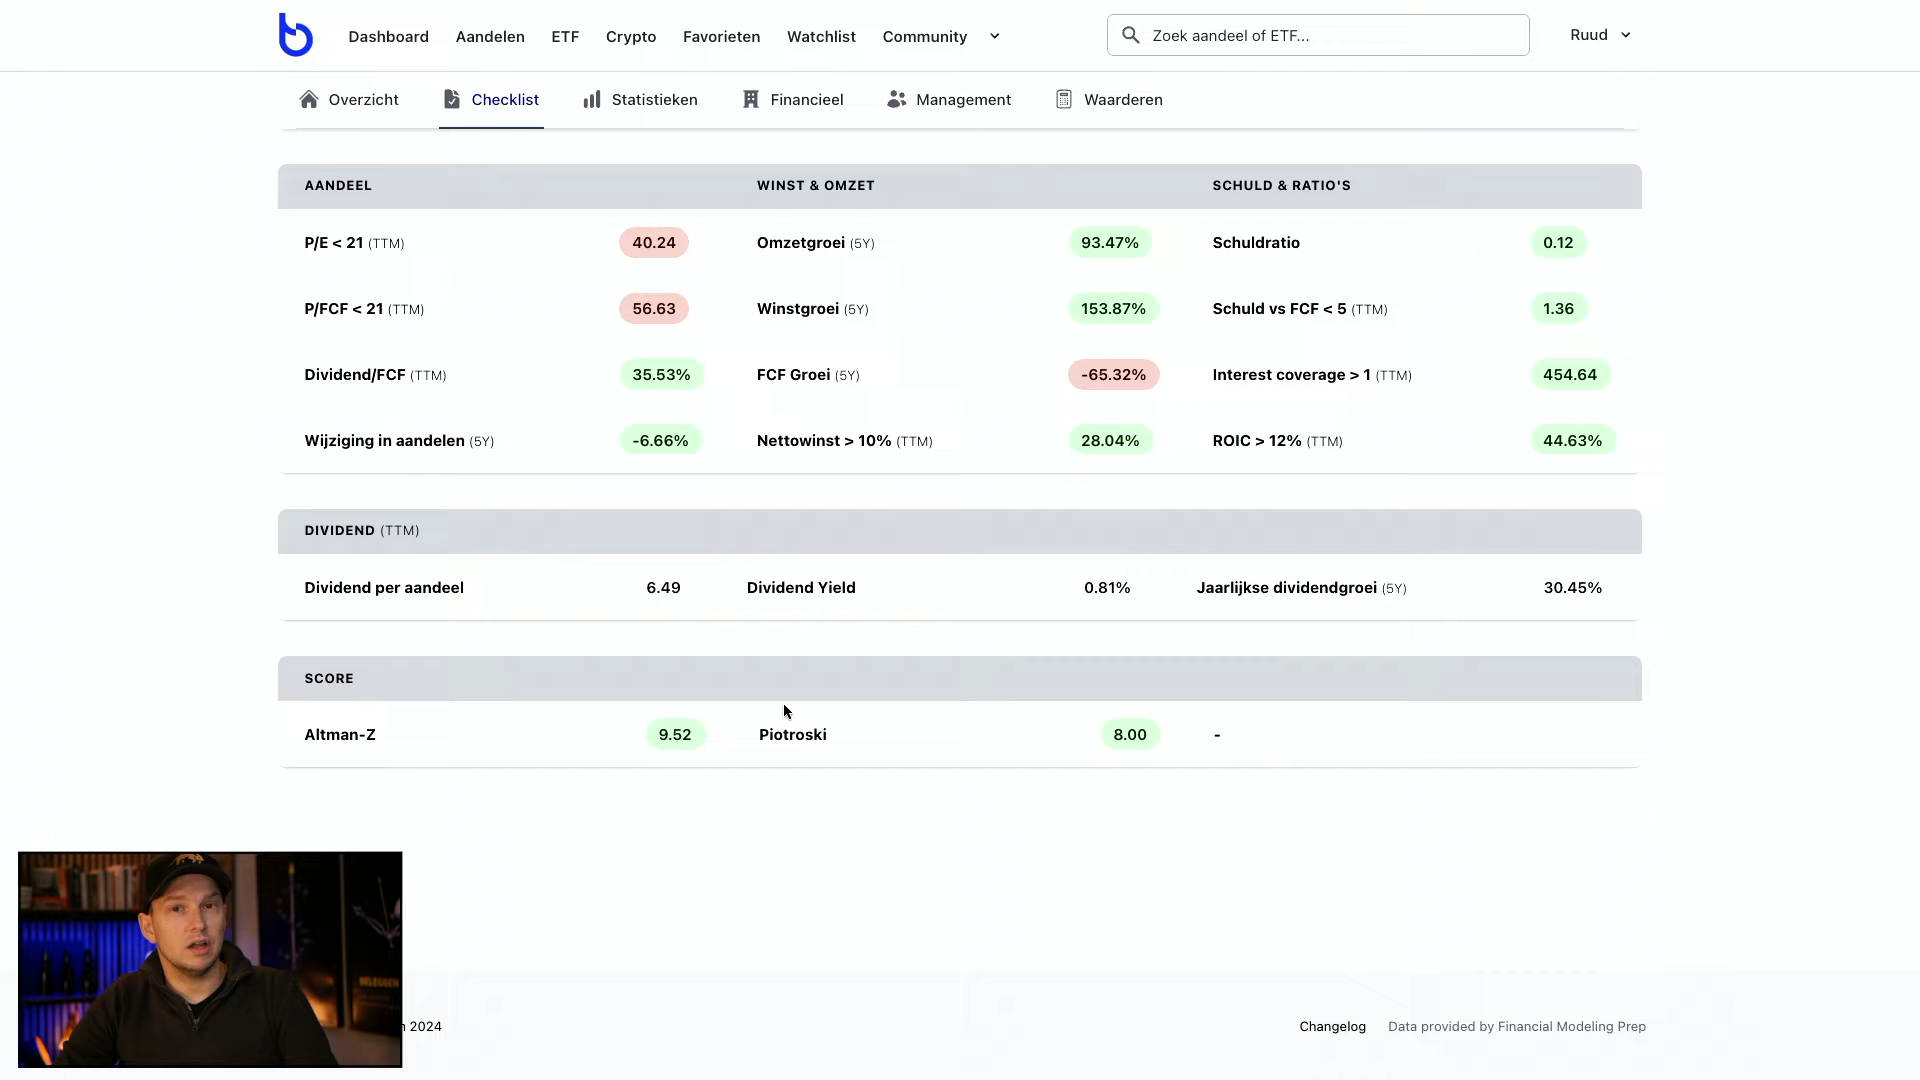 Dashboard Aandelen ETF Crypto Favorieten Watchlist Community
Zoek aandeel of ETF...
Ruud
Overzicht Checklist Statistieken Financieel Management Waarderen
AANDEEL WINST & OMZET SCHULD & RATIO'S
P/E < 21 (TTM) 40.24 Omzetgroei (5Y) 93.47% Schuldratio 0.12
P/FCF < 21 (TTM) 56.63 Winstgroei (5Y) 153.87% Schuld vs FCF < 5 (TTM) 1.36
Dividend/FCF (TTM) 35.53% FCF Groei (5Y) -65.32% Interest coverage > 1 (TTM) 454.64
Wijziging in aandelen (5Y) -6.66% Nettowinst > 10% (TTM) 28.04% ROIC > 12% (TTM) 44.63%
DIVIDEND (TTM)
Dividend per aandeel 6.49 Dividend Yield 0.81% Jaarlijkse dividendgroei (5Y) 30.45%
SCORE
Altman-Z 9.52 Piotroski 8.00 -
BELEGGEN
2024
Changelog Data provided by Financial Modeling Prep